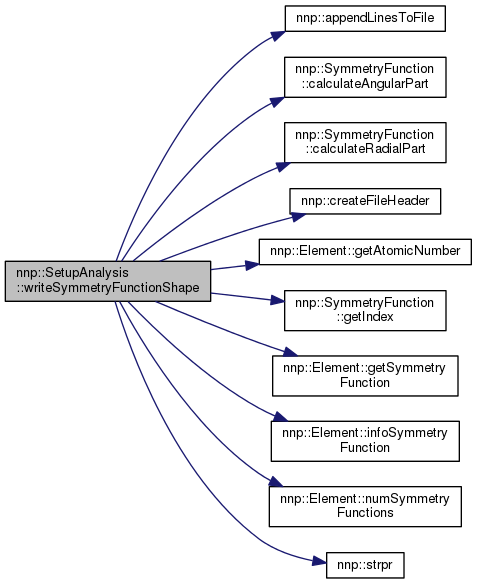 nnp::appendLinesToFile
nnp::SymmetryFunction
::calculateAngularPart
nnp::SymmetryFunction
::calculateRadialPart
nnp::createFileHeader
nnp::Element::getAtomicNumber
nnp::SetupAnalysis
::writeSymmetryFunctionShape
nnp::SymmetryFunction
::getIndex
nnp::Element::getSymmetry
Function
nnp::Element::infoSymmetry
Function
nnp::Element::numSymmetry
Functions
nnp::strpr